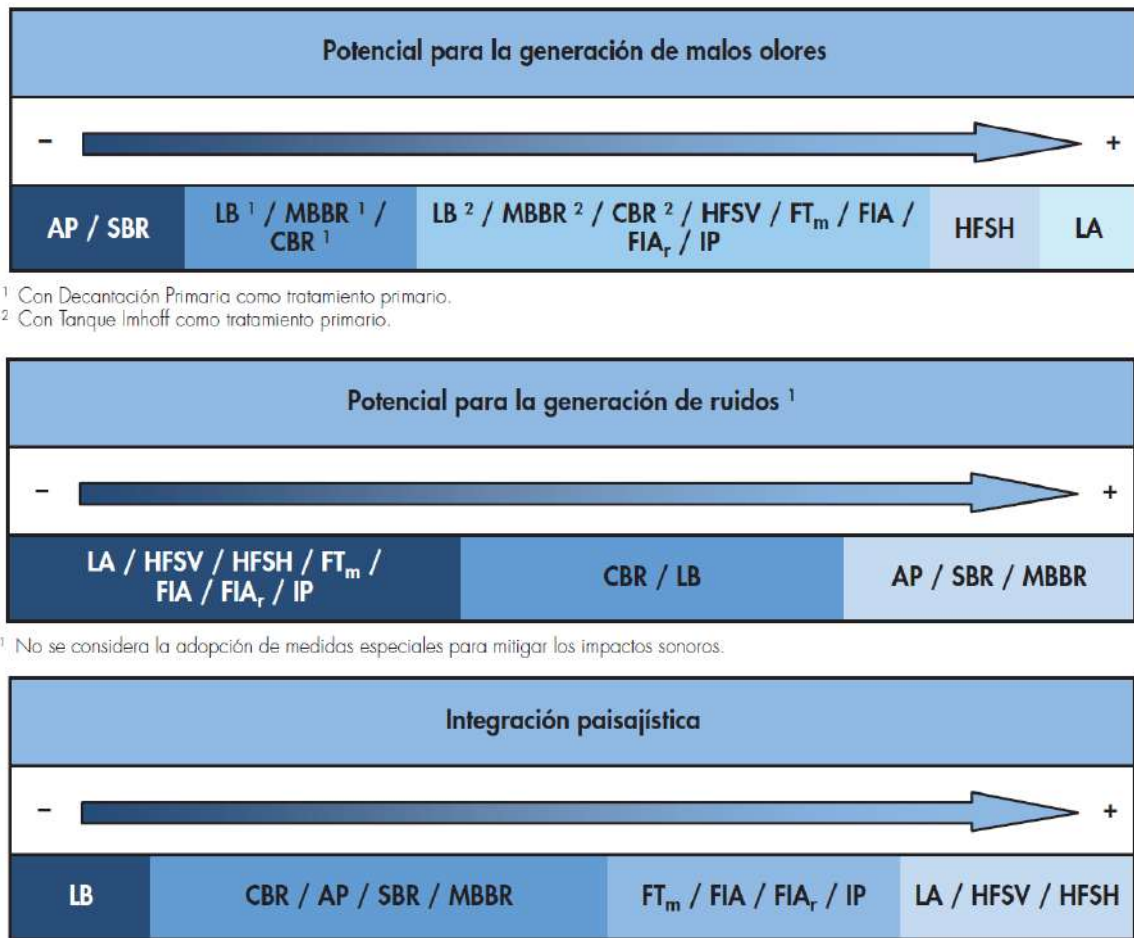 Potencial para la generación de malos olores
− +
AP / SBR
LB ¹ / MBBR ¹ /
CBR ¹
LB ² / MBBR ² / CBR ² / HFSV / FTₘ / FIA /
FIAᵣ / IP
HFSH
LA
¹ Con Decantación Primaria como tratamiento primario.
² Con Tanque Imhoff como tratamiento primario.
Potencial para la generación de ruidos ¹
− +
LA / HFSV / HFSH / FTₘ /
FIA / FIAᵣ / IP
CBR / LB
AP / SBR / MBBR
¹ No se considera la adopción de medidas especiales para mitigar los impactos sonoros.
Integración paisajística
− +
LB
CBR / AP / SBR / MBBR
FTₘ / FIA / FIAᵣ / IP
LA / HFSV / HFSH